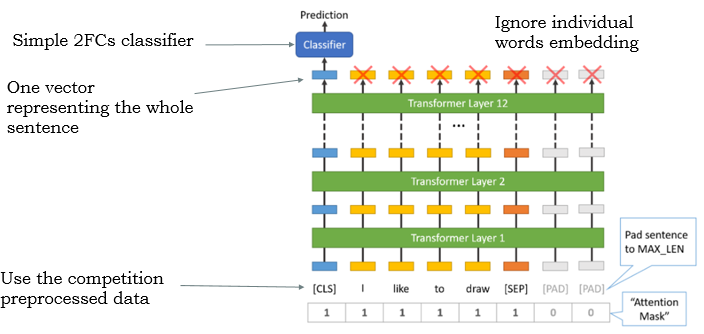 Prediction
Simple 2FCs classifier
Classifier
Ignore individual
words embedding
One vector
representing the whole
sentence
Transformer Layer 12
...
Transformer Layer 2
Transformer Layer 1
Pad sentence
to MAX_LEN
Use the competition
preprocessed data
[CLS] I like to draw [SEP] [PAD] [PAD]
1 1 1 1 1 1 0 0
“Attention
Mask”